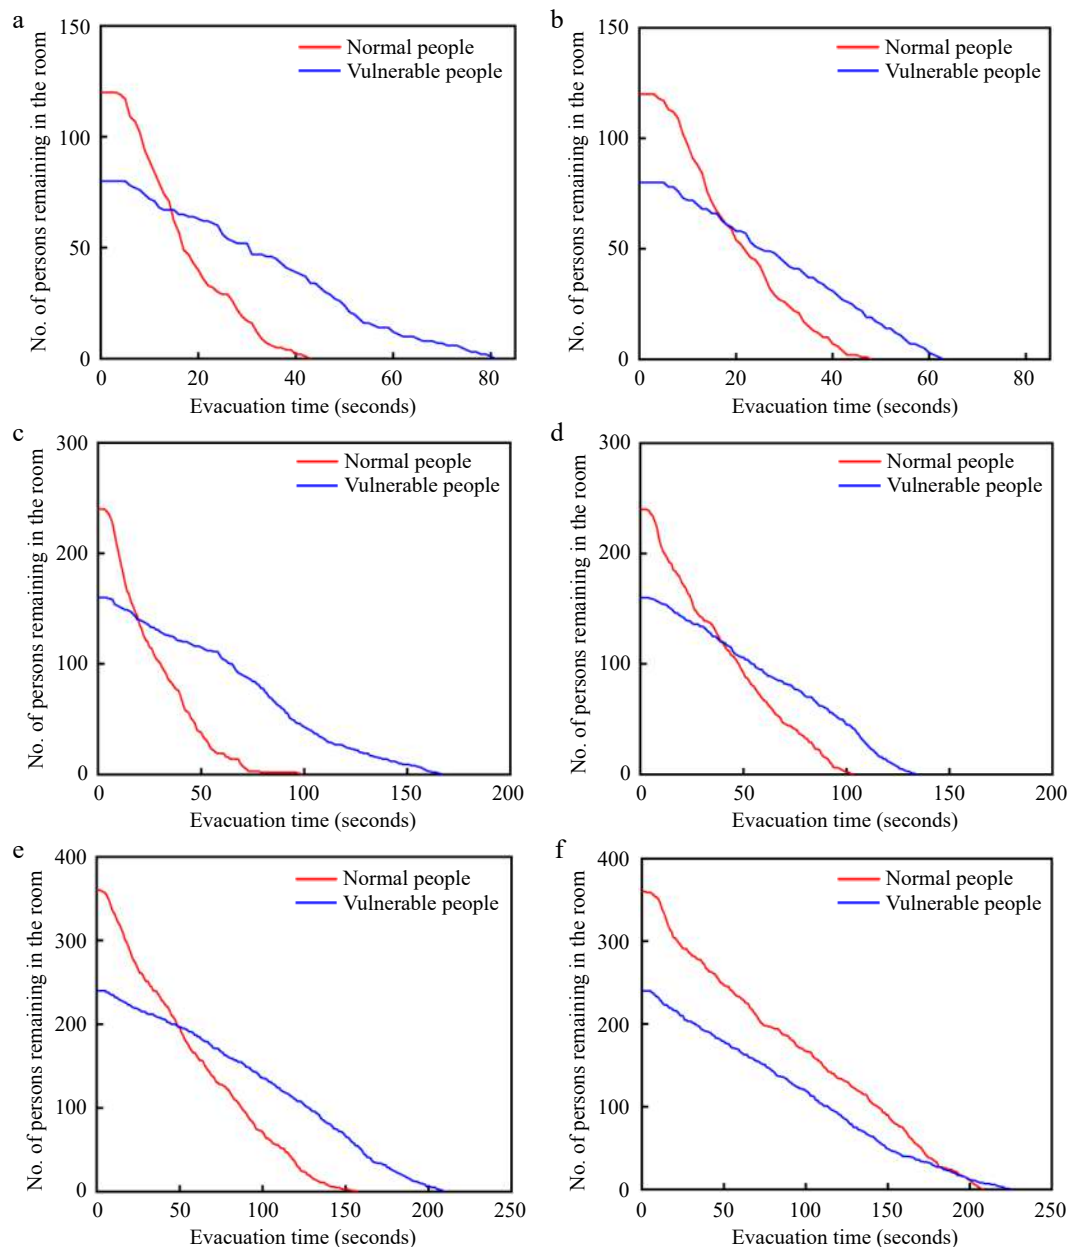 a
150
100
50
0
No. of persons remaining in the room
Normal people
Vulnerable people
0 20 40 60 80
Evacuation time (seconds)
b
150
100
50
0
No. of persons remaining in the room
Normal people
Vulnerable people
0 20 40 60 80
Evacuation time (seconds)
c
300
200
100
0
No. of persons remaining in the room
Normal people
Vulnerable people
0 50 100 150 200
Evacuation time (seconds)
d
300
200
100
0
No. of persons remaining in the room
Normal people
Vulnerable people
0 50 100 150 200
Evacuation time (seconds)
e
400
300
200
100
0
No. of persons remaining in the room
Normal people
Vulnerable people
0 50 100 150 200 250
Evacuation time (seconds)
f
400
300
200
100
0
No. of persons remaining in the room
Normal people
Vulnerable people
0 50 100 150 200 250
Evacuation time (seconds)